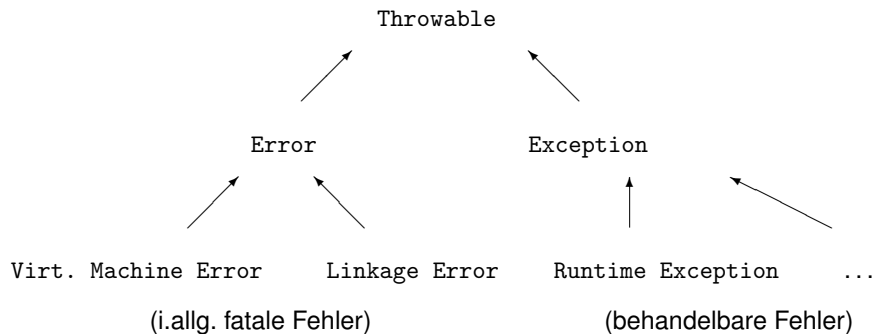 Throwable
Error Exception
Virt. Machine Error Linkage Error Runtime Exception ...
(i.allg. fatale Fehler) (behandelbare Fehler)